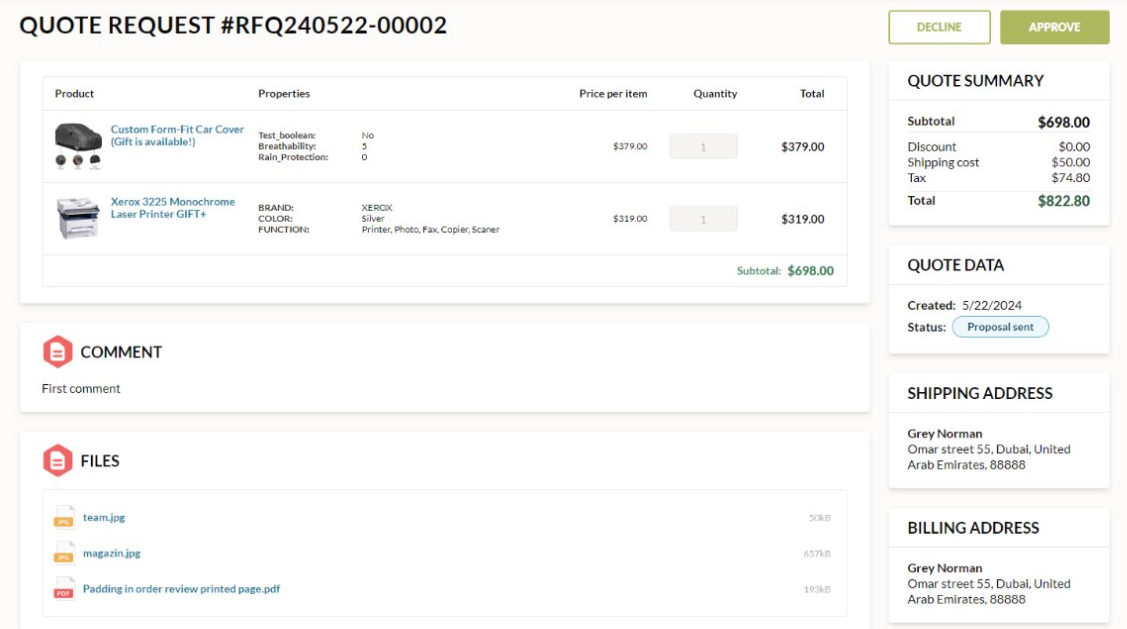 QUOTE REQUEST #RFQ240522-00002
DECLINE
APPROVE
Product Properties Price per item Quantity Total
Custom Form-Fit Car Cover
(Gift is available!)
Test_boolean: No
Breathability: 5
Rain_Protection: 0
$379.00 1 $379.00
Xerox 3225 Monochrome
Laser Printer GIFT+
BRAND: XEROX
COLOR: Silver
FUNCTION: Printer, Photo, Fax, Copier, Scaner
$319.00 1 $319.00
Subtotal: $698.00
COMMENT
First comment
FILES
JPG team.jpg 50kB
JPG magazin.jpg 657kB
PDF Padding in order review printed page.pdf 193kB
QUOTE SUMMARY
Subtotal $698.00
Discount $0.00
Shipping cost $50.00
Tax $74.80
Total $822.80
QUOTE DATA
Created: 5/22/2024
Status: Proposal sent
SHIPPING ADDRESS
Grey Norman
Omar street 55, Dubai, United
Arab Emirates, 88888
BILLING ADDRESS
Grey Norman
Omar street 55, Dubai, United
Arab Emirates, 88888